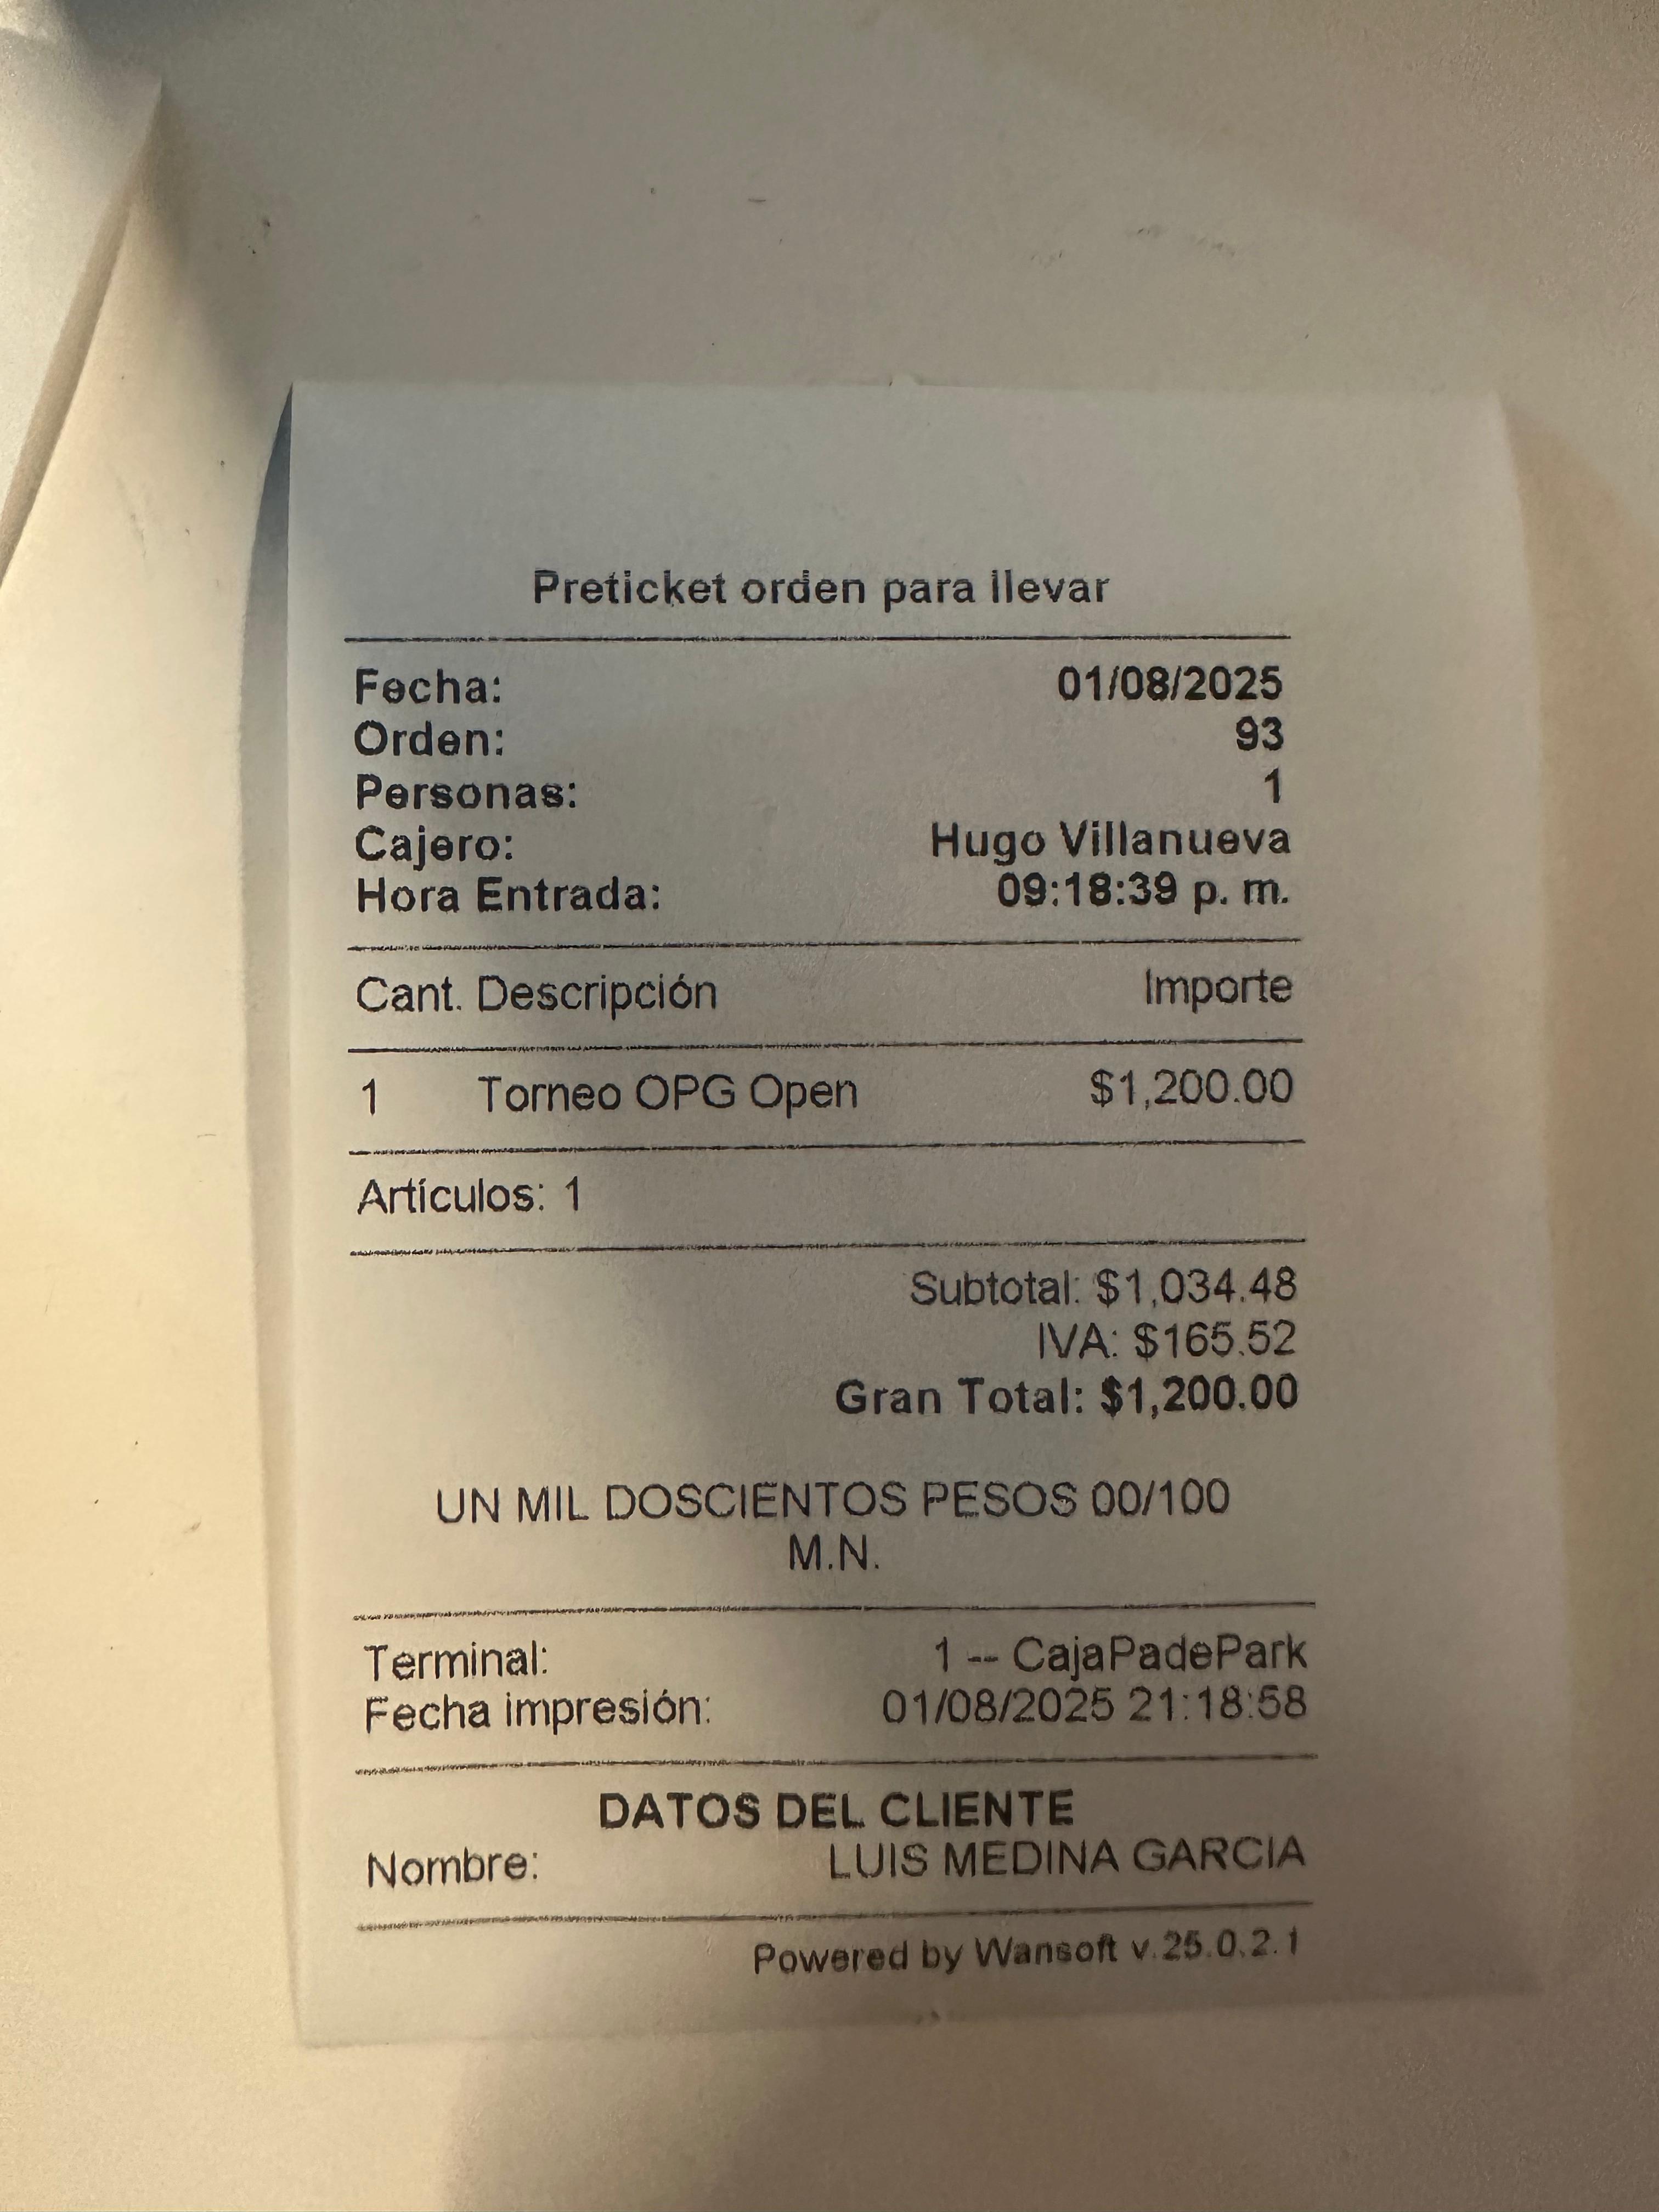 Preticket orden para llevar
Fecha: 01/08/2025
Orden: 93
Personas: 1
Cajero: Hugo Villanueva
Hora Entrada: 09:18:39 p. m.
Cant. Descripción Importe
1 Torneo OPG Open $1,200.00
Artículos: 1
Subtotal: $1,034.48
IVA: $165.52
Gran Total: $1,200.00
UN MIL DOSCIENTOS PESOS 00/100
M.N.
Terminal: 1 -- CajaPadePark
Fecha impresión: 01/08/2025 21:18:58
DATOS DEL CLIENTE
Nombre: LUIS MEDINA GARCIA
Powered by Wansoft v.25.0.2.1